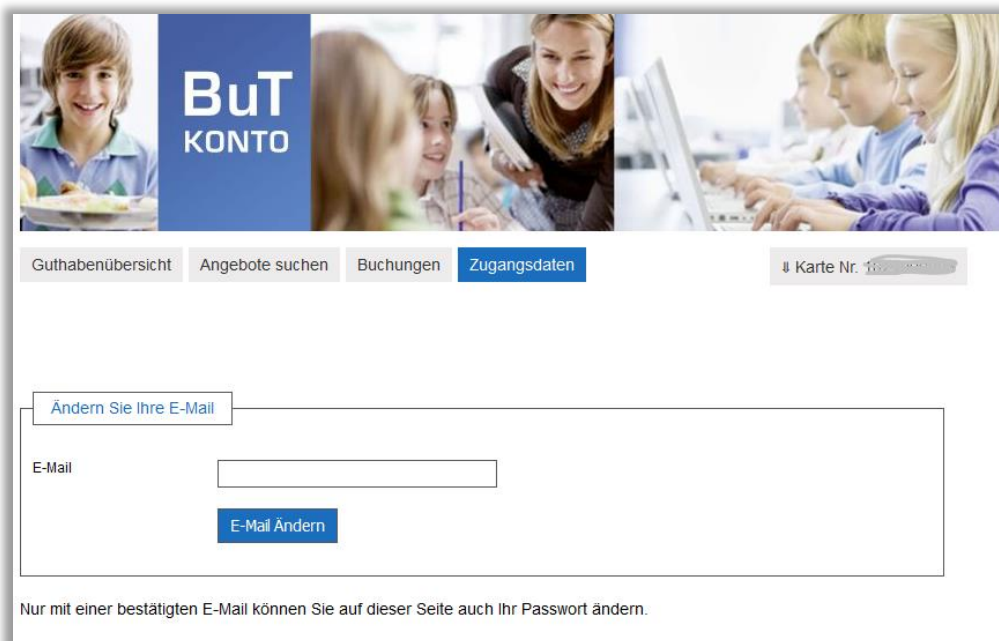 BuT
KONTO
Guthabenübersicht Angebote suchen Buchungen Zugangsdaten ⇓ Karte Nr.
Ändern Sie Ihre E-Mail
E-Mail
E-Mail Ändern
Nur mit einer bestätigten E-Mail können Sie auf dieser Seite auch Ihr Passwort ändern.